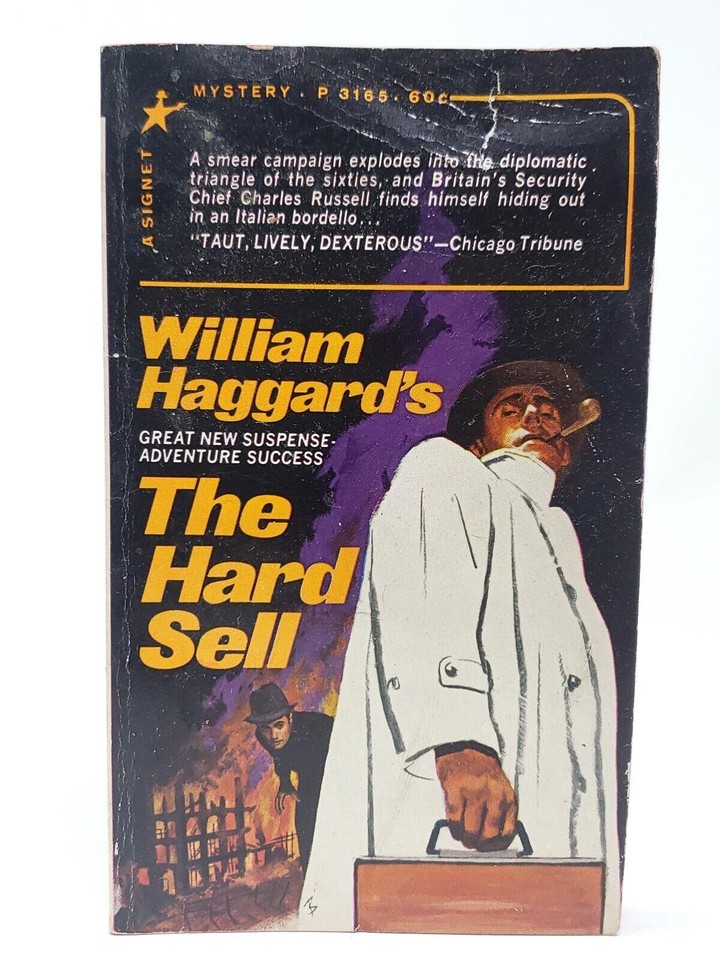 MYSTERY · P 3165 · 60¢
A SIGNET
A smear campaign explodes into the diplomatic
triangle of the sixties, and Britain's Security
Chief Charles Russell finds himself hiding out
in an Italian bordello...
"TAUT, LIVELY, DEXTEROUS"—Chicago Tribune
William
Haggard's
GREAT NEW SUSPENSE-
ADVENTURE SUCCESS
The
Hard
Sell